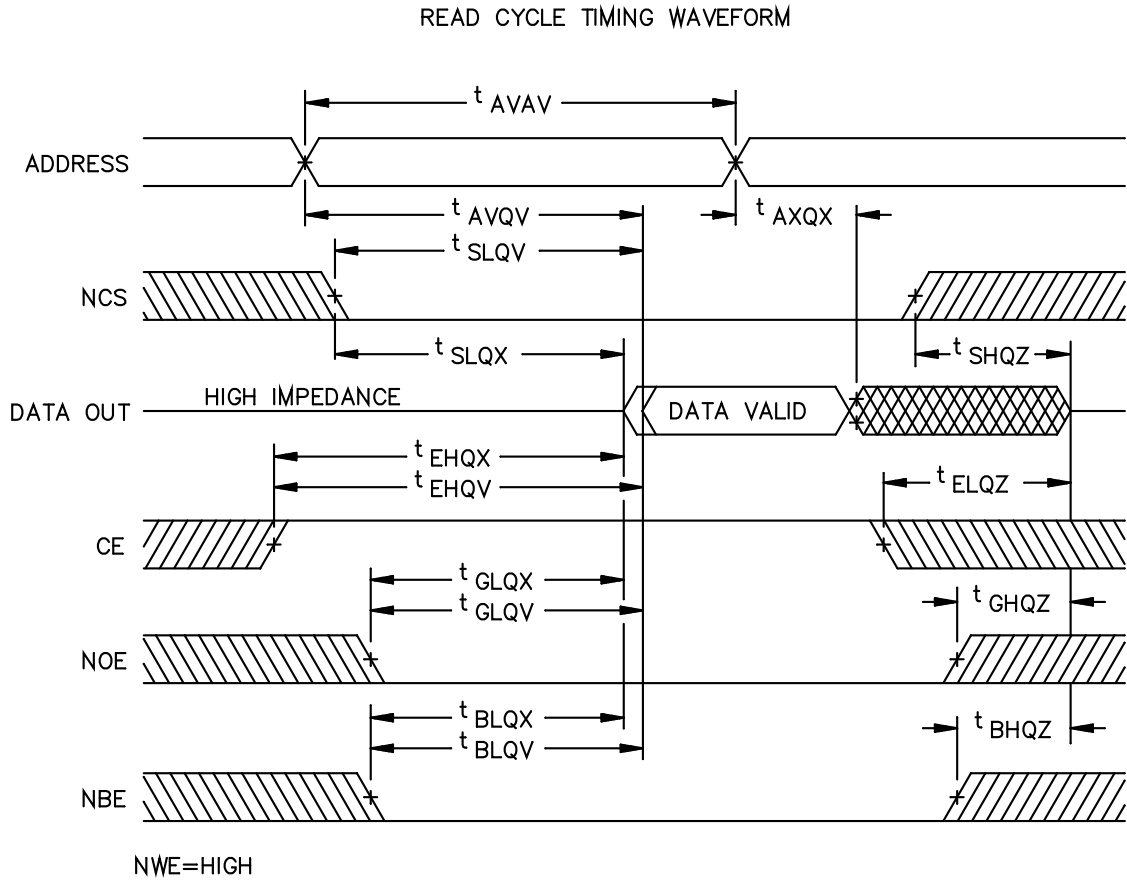 READ CYCLE TIMING WAVEFORM
t AVAV
ADDRESS
t AVQV
t AXQX
t SLQV
NCS
t SLQX
t SHQZ
HIGH IMPEDANCE
DATA OUT
DATA VALID
t EHQX
t EHQV
t ELQZ
CE
t GLQX
t GHQZ
t GLQV
NOE
t BLQX
t BHQZ
t BLQV
NBE
NWE=HIGH